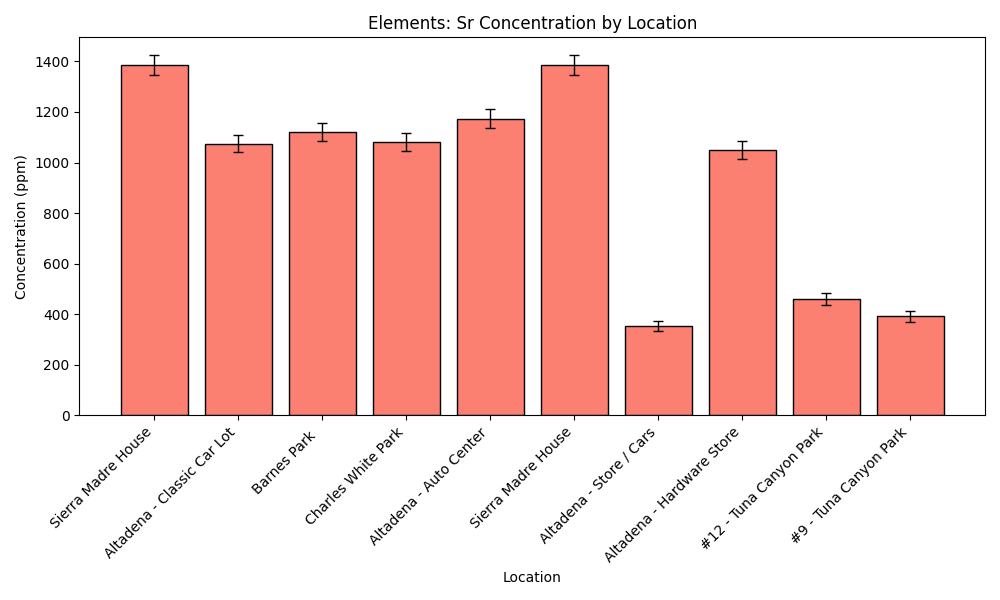 Elements: Sr Concentration by Location
Concentration (ppm)
1400
1200
1000
800
600
400
200
0
Sierra Madre House
Altadena - Classic Car Lot
Barnes Park
Charles White Park
Altadena - Auto Center
Sierra Madre House
Altadena - Store / Cars
Altadena - Hardware Store
#12 - Tuna Canyon Park
#9 - Tuna Canyon Park
Location